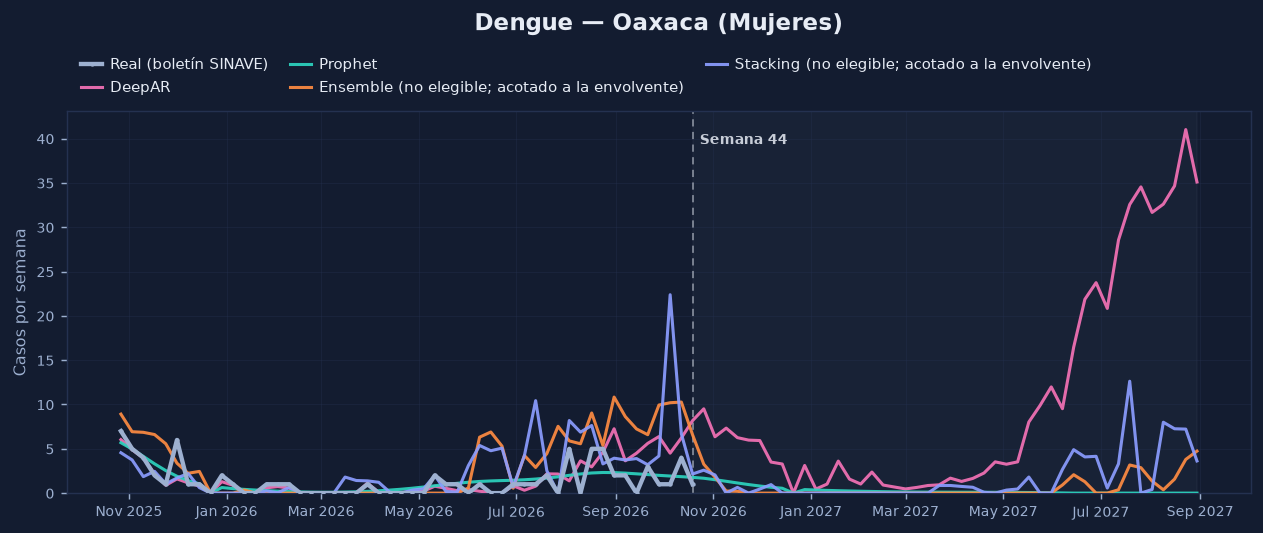 Dengue — Oaxaca (Mujeres)
Real (boletín SINAVE)
Prophet
Stacking (no elegible; acotado a la envolvente)
DeepAR
Ensemble (no elegible; acotado a la envolvente)
Semana 44
Casos por semana
40
35
30
25
20
15
10
5
0
Nov 2025
Jan 2026
Mar 2026
May 2026
Jul 2026
Sep 2026
Nov 2026
Jan 2027
Mar 2027
May 2027
Jul 2027
Sep 2027